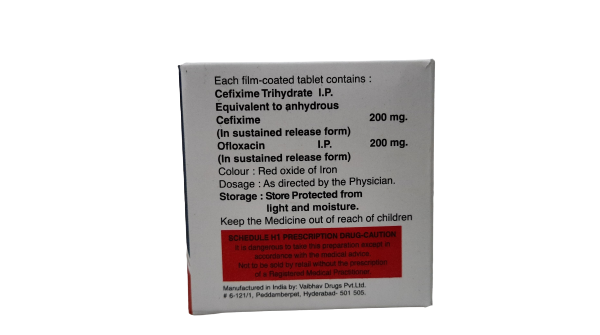 Each film-coated tablet contains :
Cefixime Trihydrate I.P.
Equivalent to anhydrous
Cefixime 200 mg.
(In sustained release form)
Ofloxacin I.P. 200 mg.
(In sustained release form)
Colour : Red oxide of Iron
Dosage : As directed by the Physician.
Storage : Store Protected from
light and moisture.
Keep the Medicine out of reach of children
SCHEDULE H1 PRESCRIPTION DRUG-CAUTION
It is dangerous to take this preparation except in
accordance with the medical advice.
Not to be sold by retail without the prescription
of a Registered Medical Practitioner.
Manufactured in India by: Vaibhav Drugs Pvt.Ltd.
# 6-121/1, Peddamberpet, Hyderabad- 501 505.